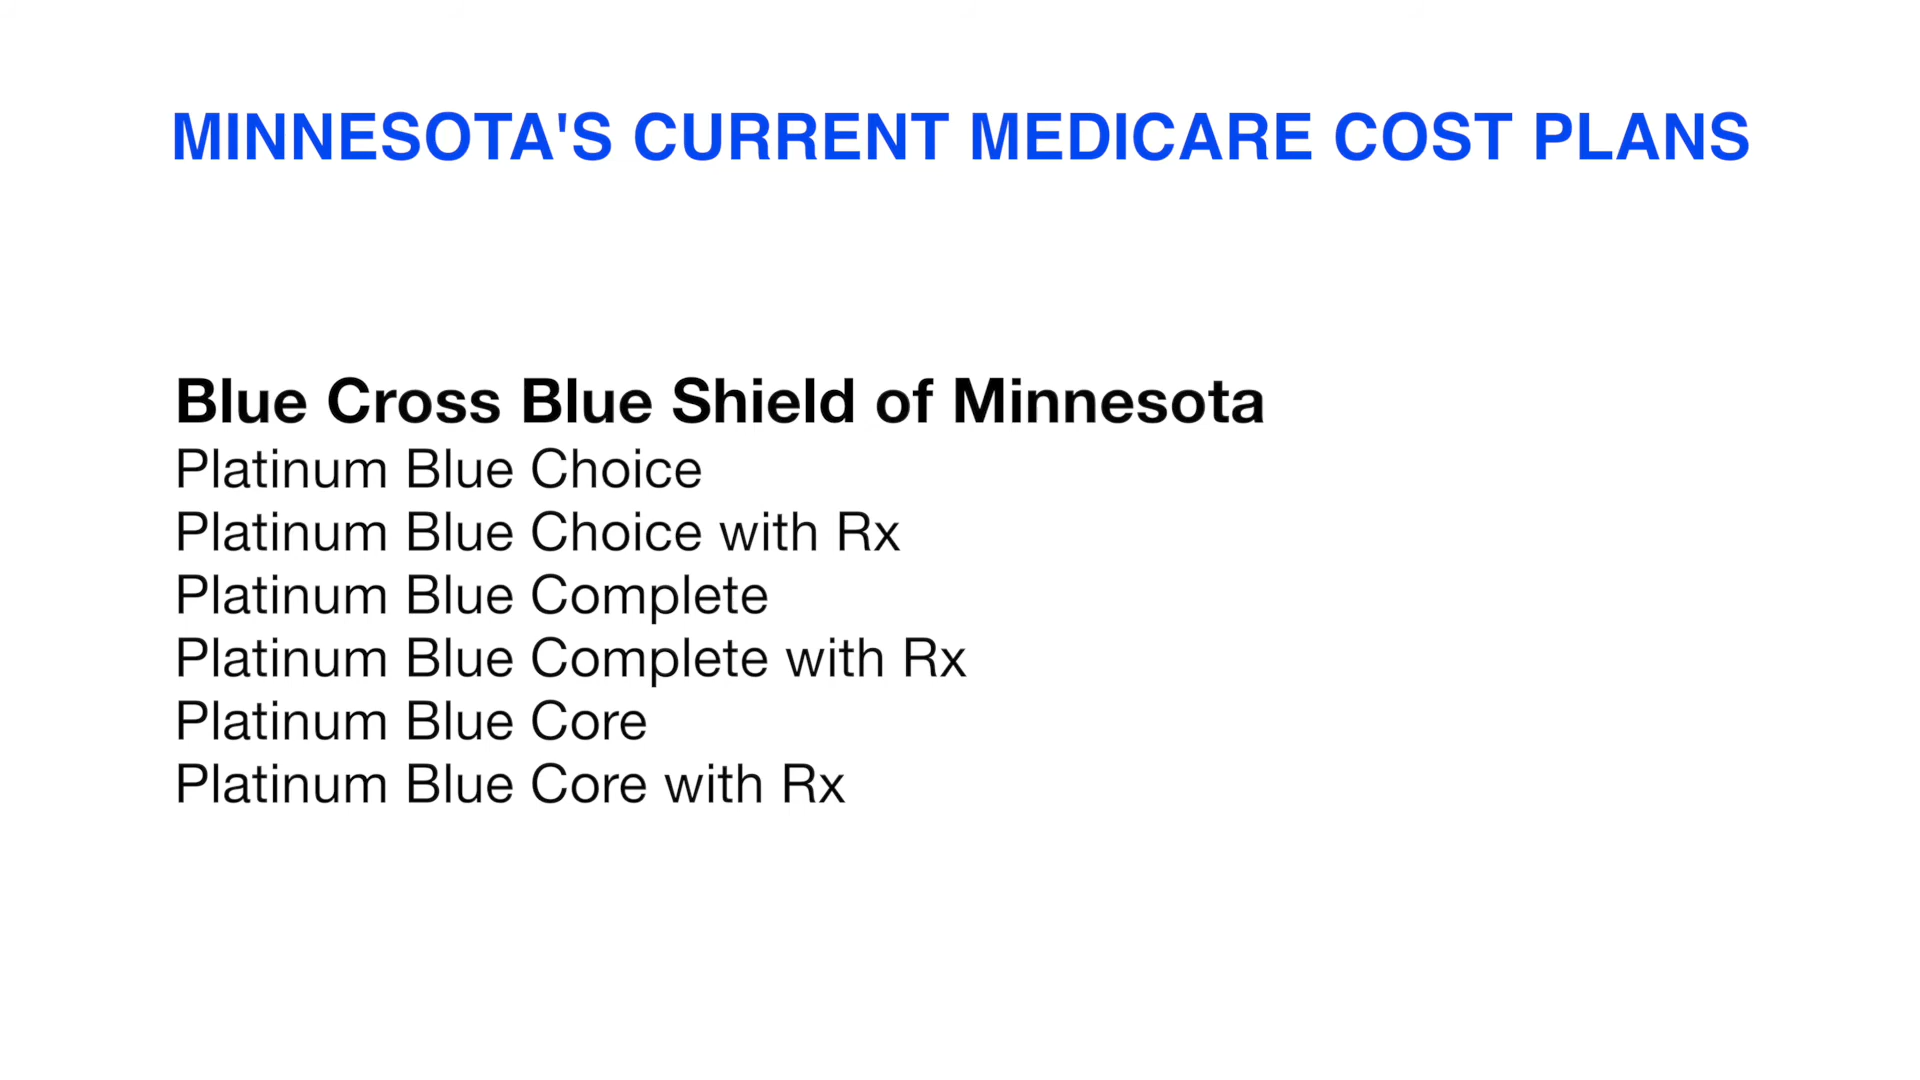 MINNESOTA'S CURRENT MEDICARE COST PLANS
Blue Cross Blue Shield of Minnesota
Platinum Blue Choice
Platinum Blue Choice with Rx
Platinum Blue Complete
Platinum Blue Complete with Rx
Platinum Blue Core
Platinum Blue Core with Rx